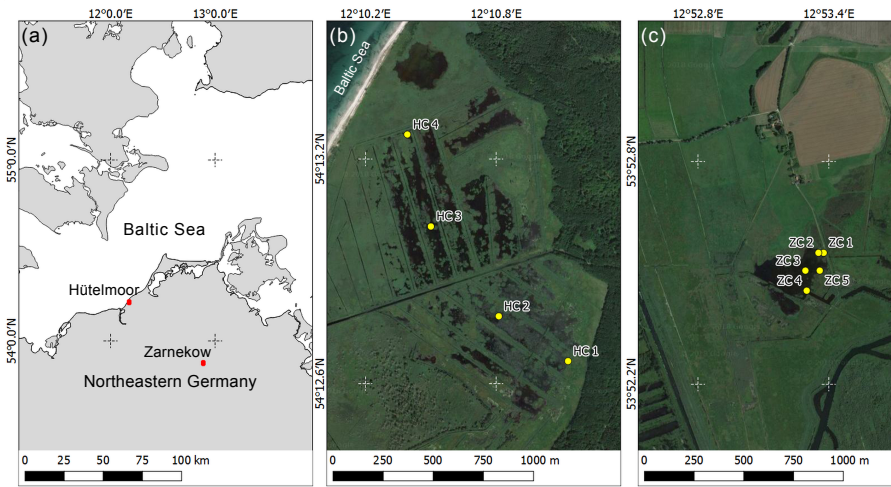 (a)
12°0.0'e
13°0.0'e
55°0.0'N
54°0.0'N
Baltic Sea
Hütelmoor
Zarnekow
Northeastern Germany
0 25 50 75 100 km
(b)
12°10.2'e
12°10.8'e
54°13.2'N
54°12.6'N
Baltic Sea
HC 4
HC 3
HC 2
HC 1
0 250 500 750 1000 m
(c)
12°52.8'e
12°53.4'e
53°52.8'N
53°52.2'N
ZC 2 ZC 1
ZC 3
ZC 4 ZC 5
0 250 500 750 1000 m